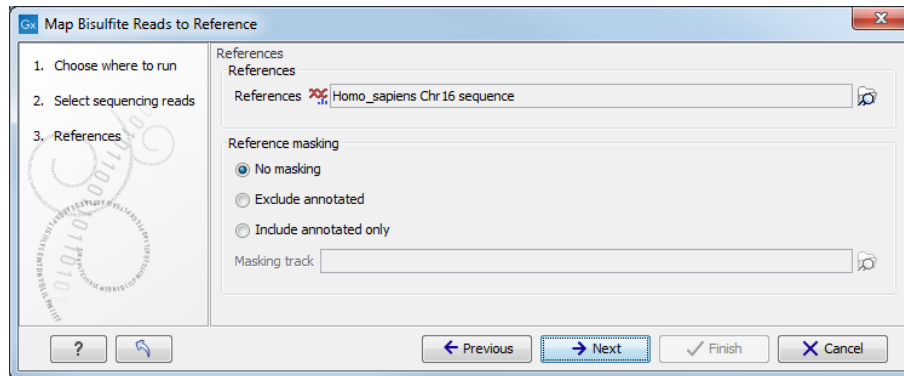 Gx Map Bisulfite Reads to Reference
X
1. Choose where to run
2. Select sequencing reads
3. References
References
References
References Homo_sapiens Chr16 sequence
Reference masking
No masking
Exclude annotated
Include annotated only
Masking track
? Previous Next Finish Cancel